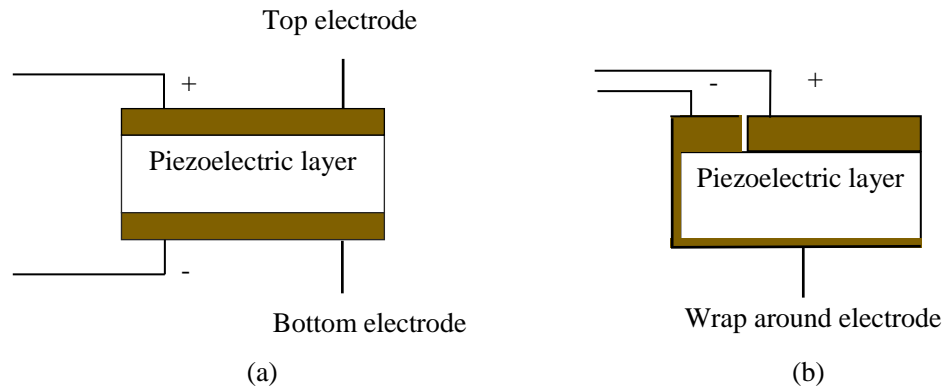 Top electrode
+
Piezoelectric layer
-
Bottom electrode
(a)
- +
Piezoelectric layer
Wrap around electrode
(b)